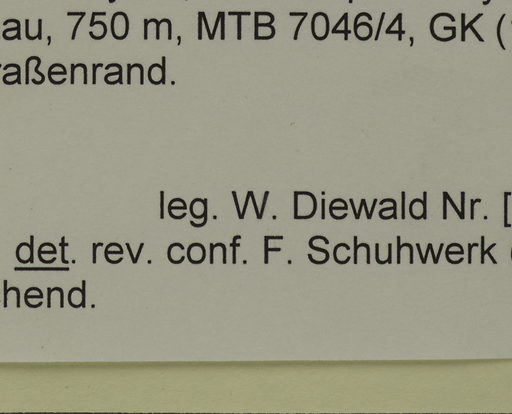 au, 750 m, MTB 7046/4, GK (
raßenrand.
leg. W. Diewald Nr. [
det. rev. conf. F. Schuhwerk
hend.